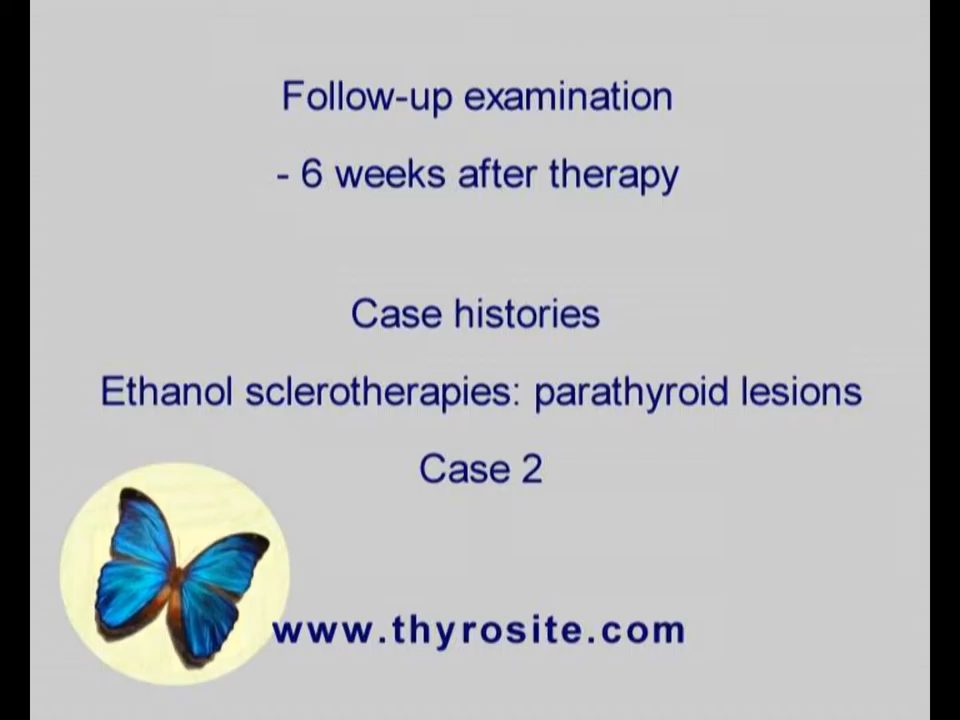 Follow-up examination
- 6 weeks after therapy
Case histories
Ethanol sclerotherapies: parathyroid lesions
Case 2
www.thyrosite.com